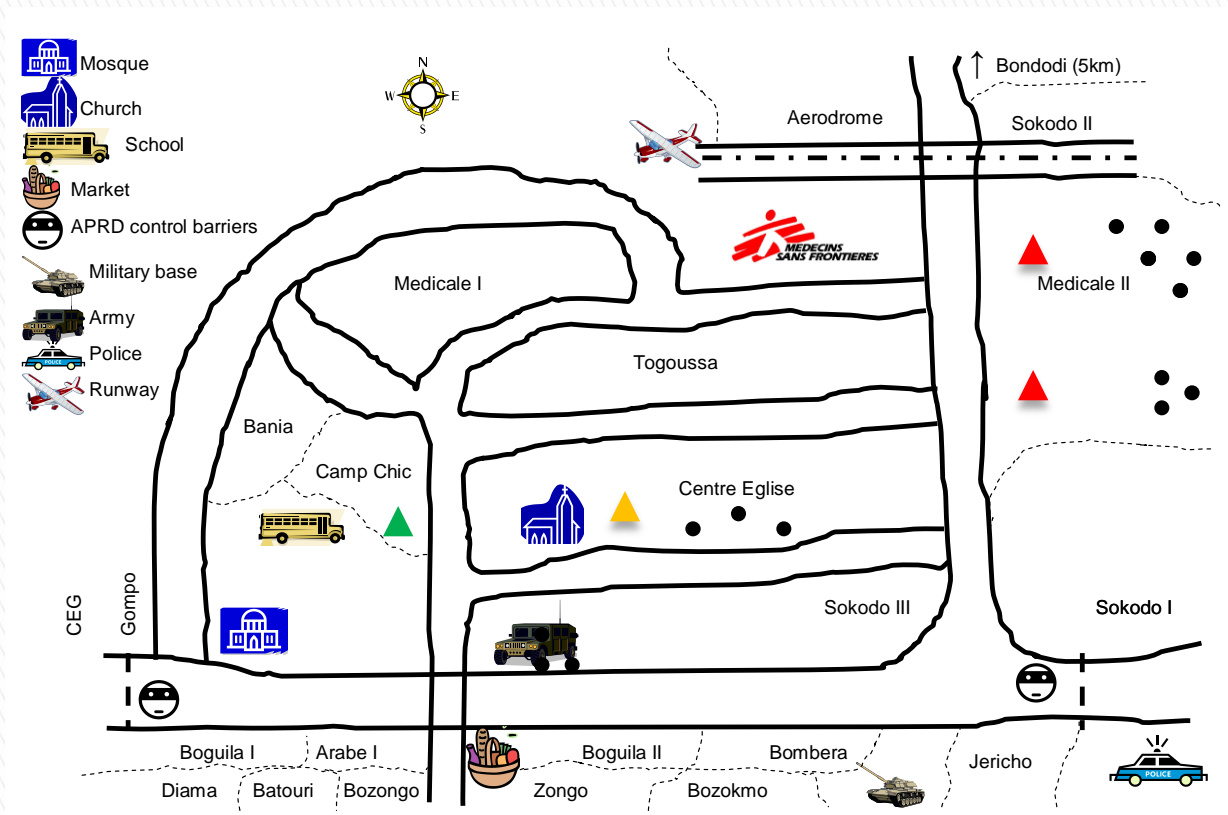 Mosque
Church
School
Market
APRD control barriers
Military base
Army
Police
Runway
N
W
E
S
Bondodi (5km)
Aerodrome
Sokodo II
MEDECINS
SANS FRONTIERES
Medicale I
Medicale II
Togoussa
Bania
Camp Chic
Centre Eglise
CEG
Gompo
Sokodo III
Sokodo I
Boguila I
Arabe I
Boguila II
Bombera
Jericho
Diama
Batouri
Bozongo
Zongo
Bozokmo
POLICE
POLICE